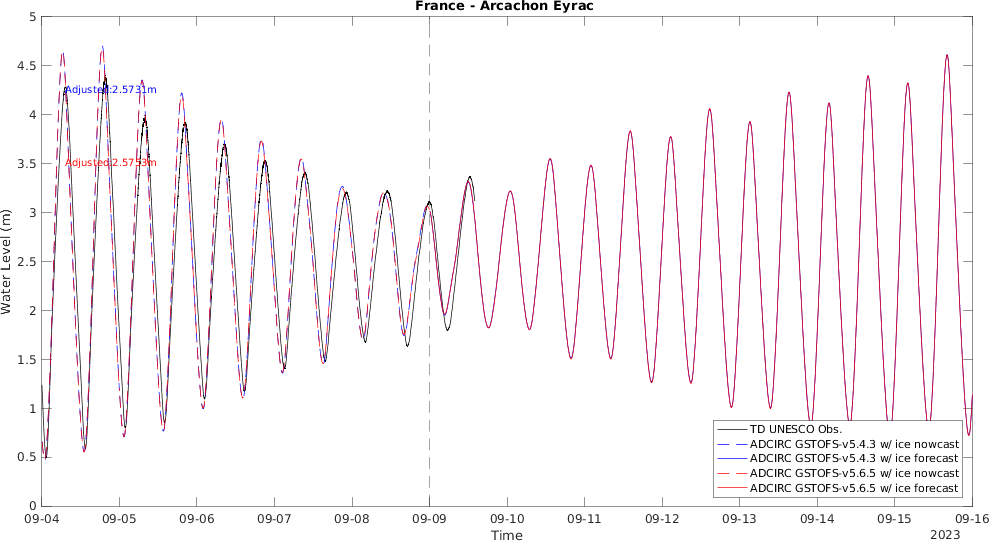 France - Arcachon Eyrac
5
4.5
4
3.5
3
2.5
2
1.5
1
0.5
0
Water Level (m)
Adjusted:2.5731m
Adjusted:2.5753m
TD UNESCO Obs.
ADCIRC GSTOFS-v5.4.3 w/ ice nowcast
ADCIRC GSTOFS-v5.4.3 w/ ice forecast
ADCIRC GSTOFS-v5.6.5 w/ ice nowcast
ADCIRC GSTOFS-v5.6.5 w/ ice forecast
09-04 09-05 09-06 09-07 09-08 09-09 09-10 09-11 09-12 09-13 09-14 09-15 09-16
Time
2023